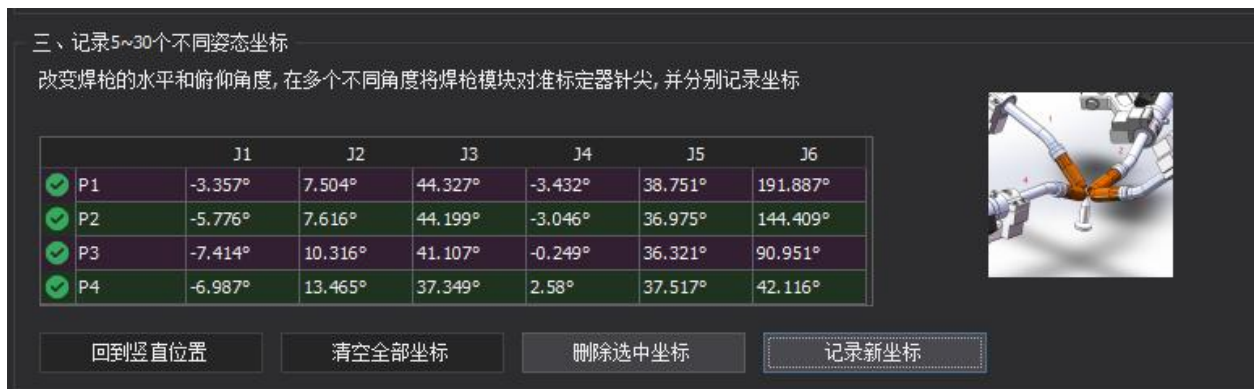 三、记录5~30个不同姿态坐标
改变焊枪的水平和俯仰角度, 在多个不同角度将焊枪模块对准标定器针尖, 并分别记录坐标
J1 J2 J3 J4 J5 J6
P1 -3.357° 7.504° 44.327° -3.432° 38.751° 191.887°
P2 -5.776° 7.616° 44.199° -3.046° 36.975° 144.409°
P3 -7.414° 10.316° 41.107° -0.249° 36.321° 90.951°
P4 -6.987° 13.465° 37.349° 2.58° 37.517° 42.116°
1
2
4
回到竖直位置 清空全部坐标 删除选中坐标 记录新坐标